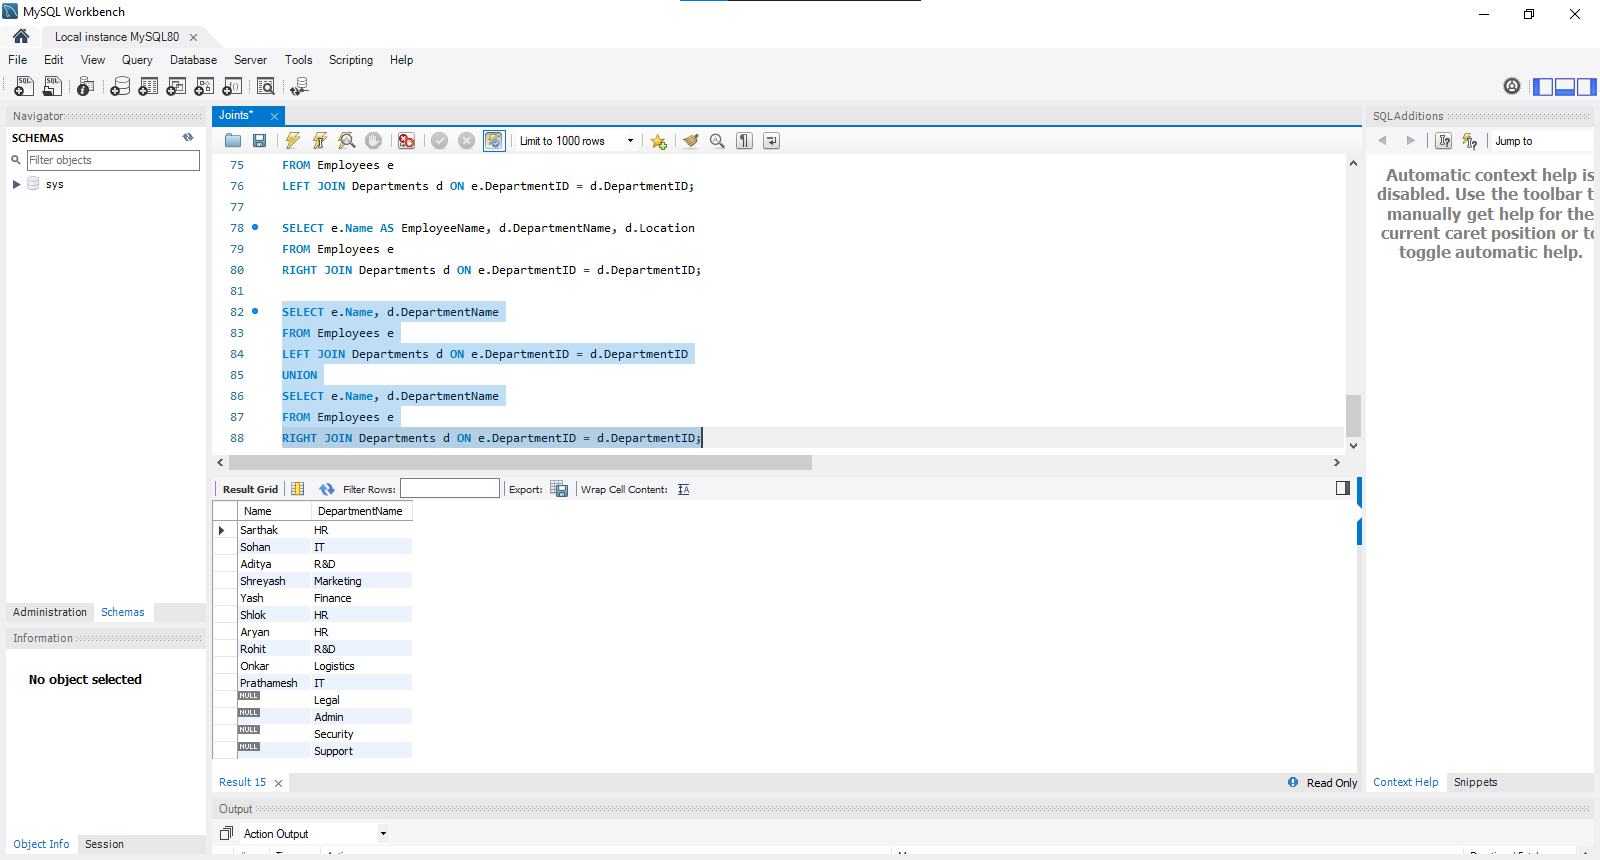 MySQL Workbench
Local instance MySQL80
File Edit View Query Database Server Tools Scripting Help
Navigator
SCHEMAS
Filter objects
sys
Administration Schemas
Information
No object selected
Object Info Session
Joints*
Limit to 1000 rows
75 FROM Employees e
76 LEFT JOIN Departments d ON e.DepartmentID = d.DepartmentID;
77
78 SELECT e.Name AS EmployeeName, d.DepartmentName, d.Location
79 FROM Employees e
80 RIGHT JOIN Departments d ON e.DepartmentID = d.DepartmentID;
81
82 SELECT e.Name, d.DepartmentName
83 FROM Employees e
84 LEFT JOIN Departments d ON e.DepartmentID = d.DepartmentID
85 UNION
86 SELECT e.Name, d.DepartmentName
87 FROM Employees e
88 RIGHT JOIN Departments d ON e.DepartmentID = d.DepartmentID;
Result Grid Filter Rows: Export: Wrap Cell Content:
Name DepartmentName
Sarthak HR
Sohan IT
Aditya R&D
Shreyash Marketing
Yash Finance
Shlok HR
Aryan HR
Rohit R&D
Onkar Logistics
Prathamesh IT
NULL Legal
NULL Admin
NULL Security
NULL Support
Result 15
Read Only
Output
Action Output
SQLAdditions
Jump to
Automatic context help is
disabled. Use the toolbar t
manually get help for the
current caret position or to
toggle automatic help.
Context Help Snippets